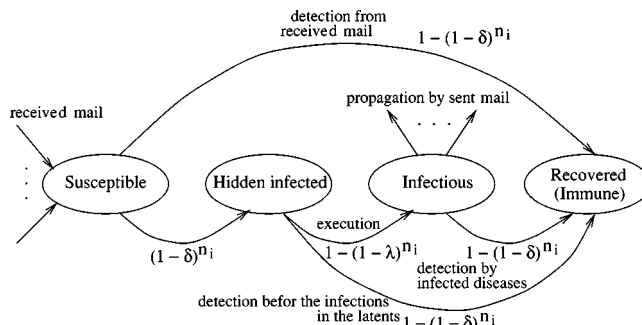 detection from
received mail
1−(1−δ)^n_i
received mail
propagation by sent mail
. . .
Susceptible
Hidden infected
Infectious
Recovered
(Immune)
execution
(1−δ)^n_i
1−(1−λ)^n_i
1−(1−δ)^n_i
detection by
infected diseases
detection befor the infections
in the latents
1−(1−δ)^n_i